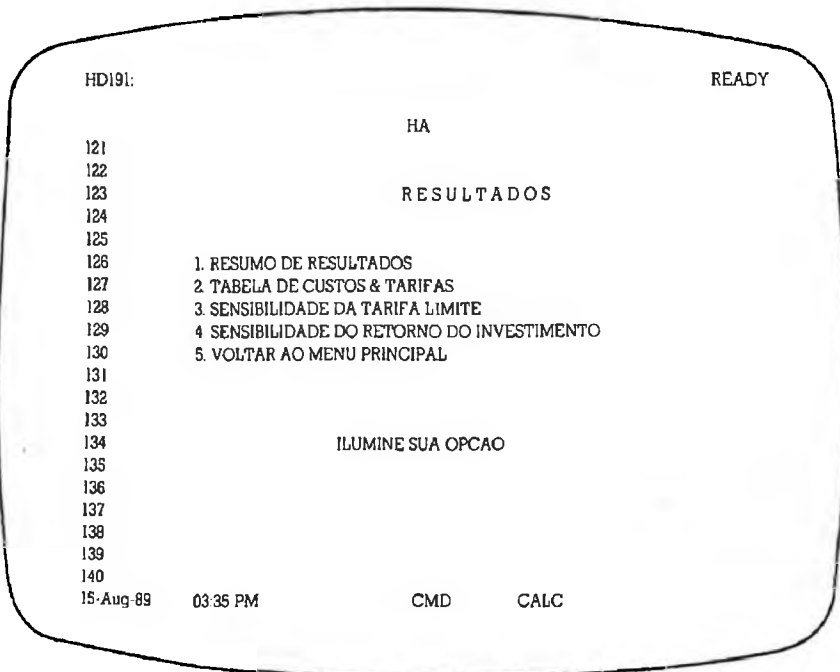 HD191: READY
HA
121
122
123 RESULTADOS
124
125
126 1. RESUMO DE RESULTADOS
127 2. TABELA DE CUSTOS & TARIFAS
128 3. SENSIBILIDADE DA TARIFA LIMITE
129 4 SENSIBILIDADE DO RETORNO DO INVESTIMENTO
130 5. VOLTAR AO MENU PRINCIPAL
131
132
133
134 ILUMINE SUA OPCAO
135
136
137
138
139
140
15-Aug-89 03:35 PM CMD CALC